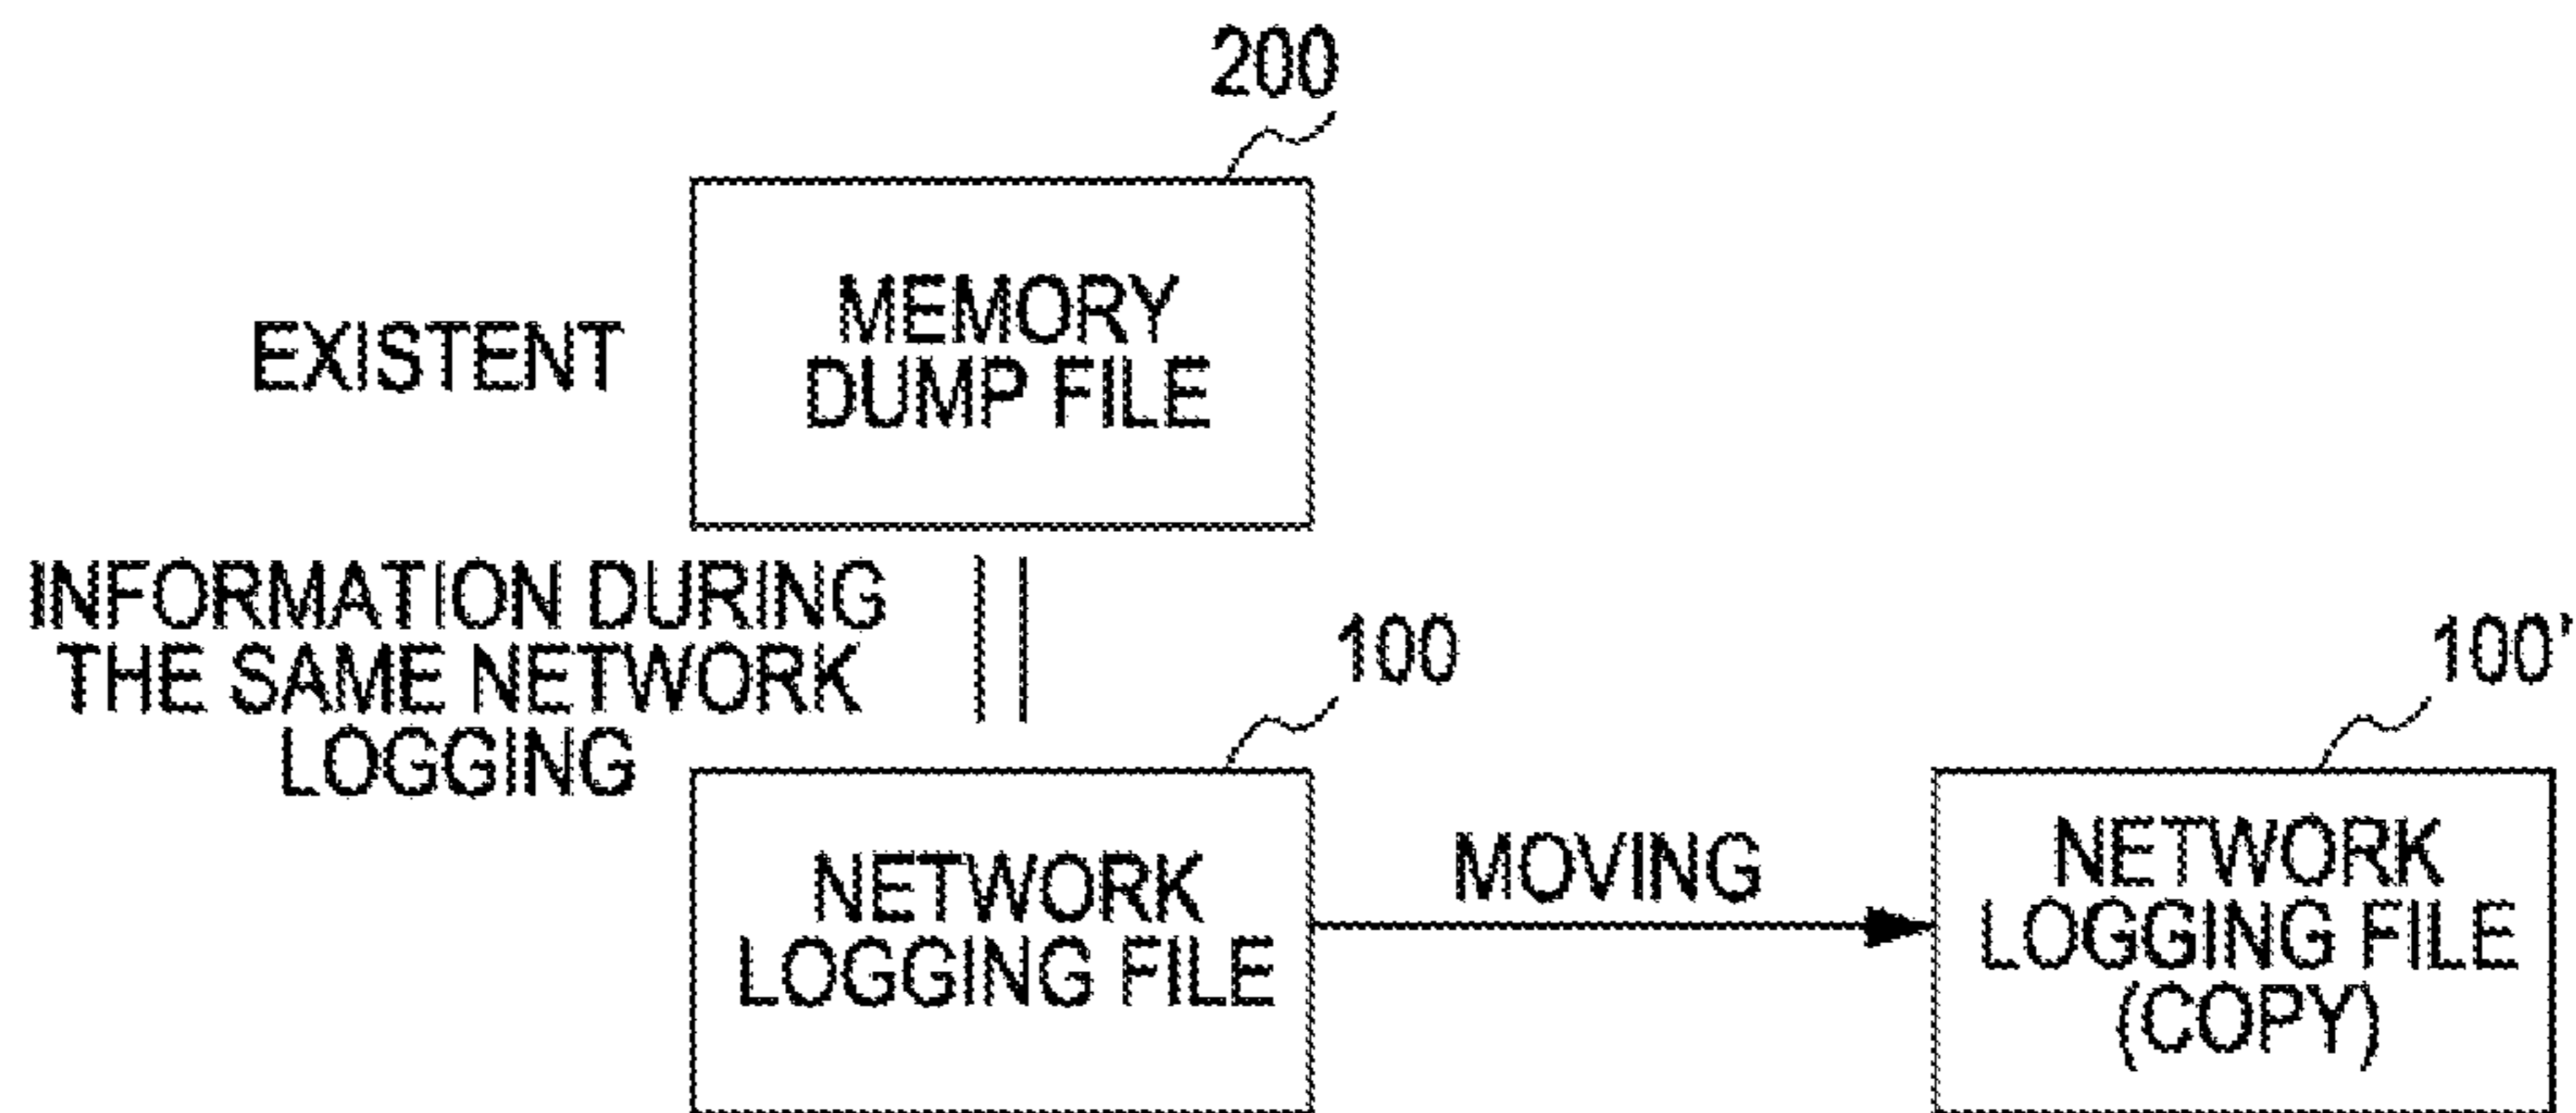 200
MEMORY
DUMP FILE
EXISTENT
INFORMATION DURING
THE SAME NETWORK
LOGGING
100
NETWORK
LOGGING FILE
MOVING
100'
NETWORK
LOGGING FILE
(COPY)